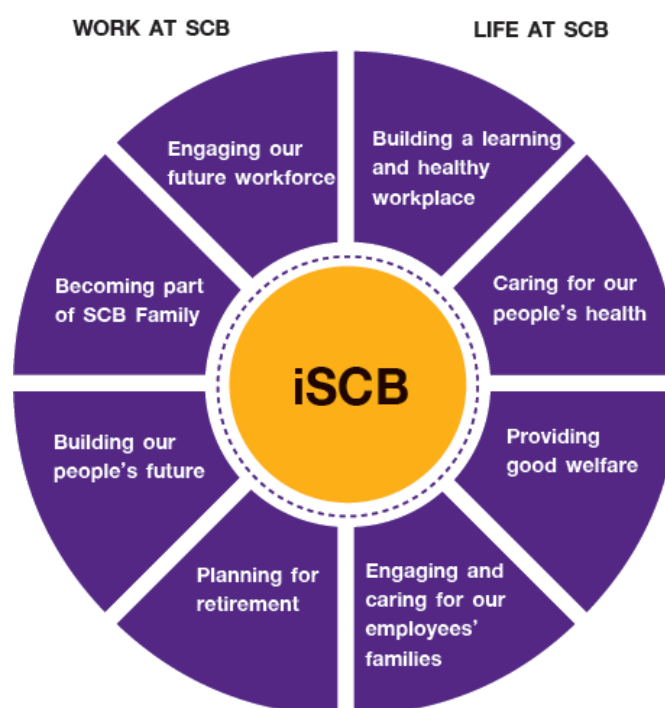 WORK AT SCB
LIFE AT SCB
Engaging our
future workforce
Building a learning
and healthy
workplace
Becoming part
of SCB Family
Caring for our
people's health
iSCB
Building our
people's future
Providing
good welfare
Planning for
retirement
Engaging and
caring for our
employees'
families